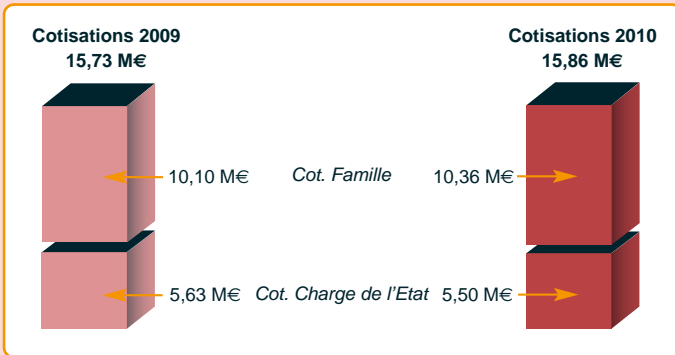 Cotisations 2009
15,73 M€
Cotisations 2010
15,86 M€
10,10 M€ Cot. Famille 10,36 M€
5,63 M€ Cot. Charge de l’Etat 5,50 M€